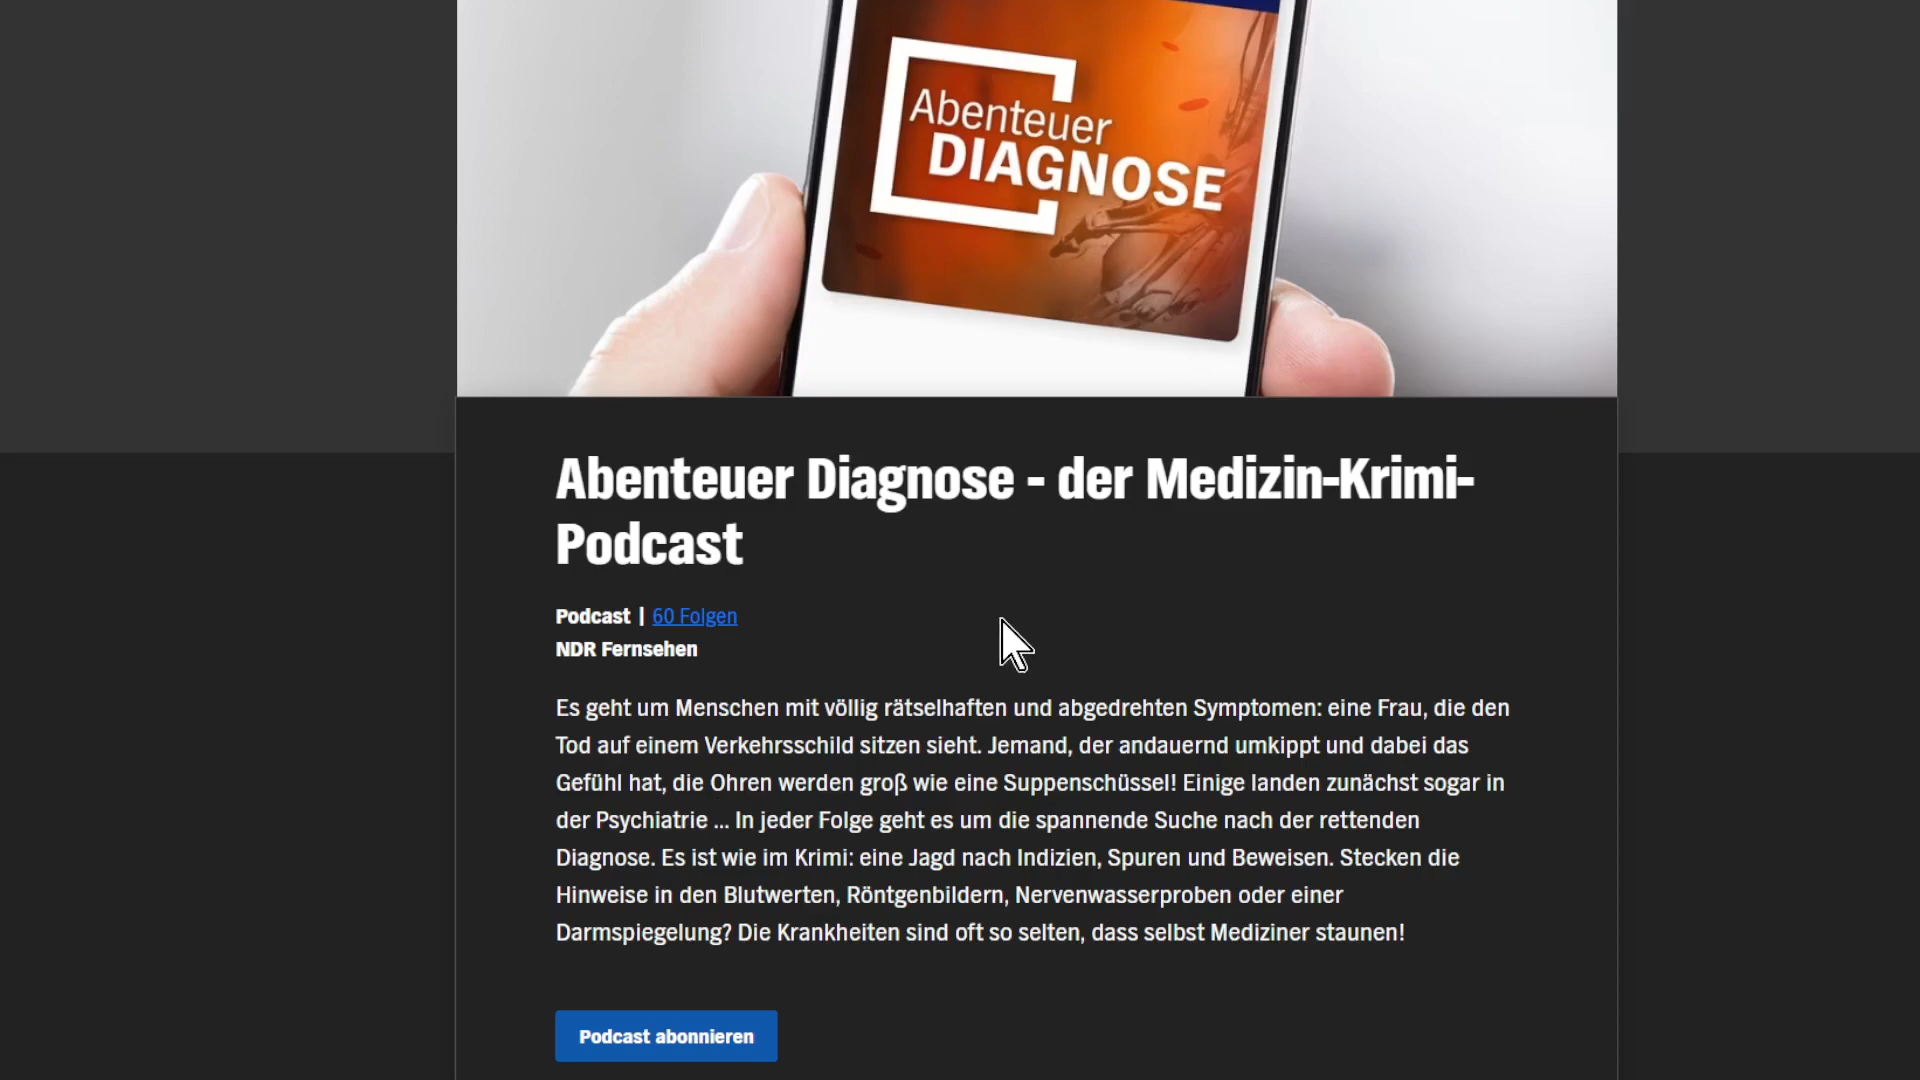 Abenteuer
DIAGNOSE
Abenteuer Diagnose - der Medizin-Krimi-
Podcast
Podcast | 60 Folgen
NDR Fernsehen
Es geht um Menschen mit völlig rätselhaften und abgedrehten Symptomen: eine Frau, die den
Tod auf einem Verkehrsschild sitzen sieht. Jemand, der andauernd umkippt und dabei das
Gefühl hat, die Ohren werden groß wie eine Suppenschüssel! Einige landen zunächst sogar in
der Psychiatrie ... In jeder Folge geht es um die spannende Suche nach der rettenden
Diagnose. Es ist wie im Krimi: eine Jagd nach Indizien, Spuren und Beweisen. Stecken die
Hinweise in den Blutwerten, Röntgenbildern, Nervenwasserproben oder einer
Darmspiegelung? Die Krankheiten sind oft so selten, dass selbst Mediziner staunen!
Podcast abonnieren